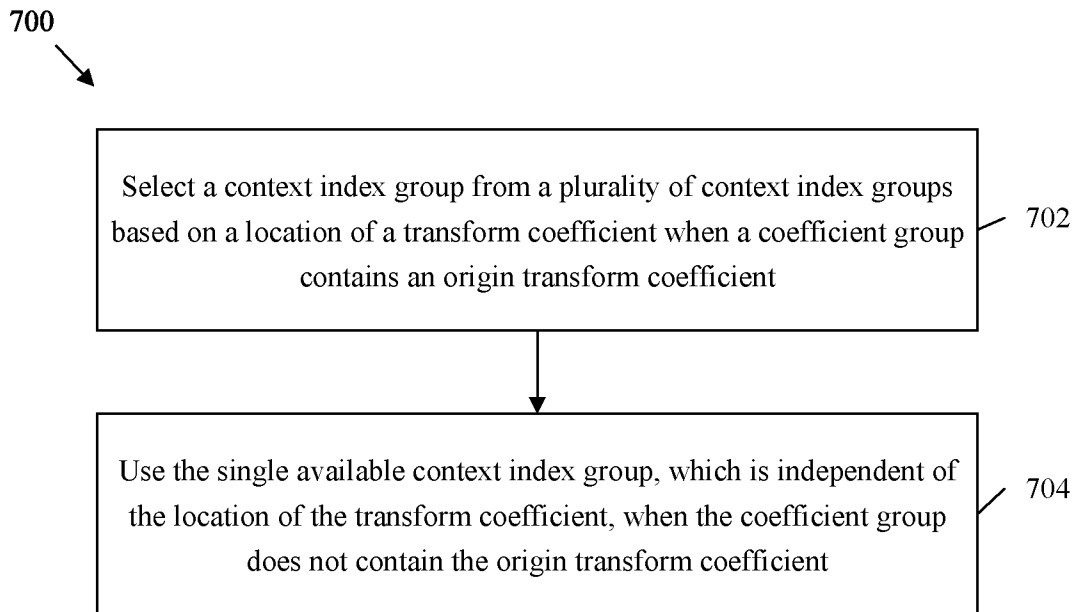 700
Select a context index group from a plurality of context index groups
based on a location of a transform coefficient when a coefficient group
contains an origin transform coefficient
702
Use the single available context index group, which is independent of
the location of the transform coefficient, when the coefficient group
does not contain the origin transform coefficient
704